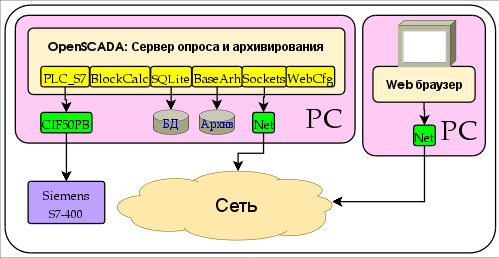 OpenSCADA: Сервер опроса и архивирования
PLC_S7 BlockCalc SQLite BaseArh Sockets WebCfg
CIF50PB БД Архив Net PC
Web браузер
Net PC
Siemens
S7-400
Сеть